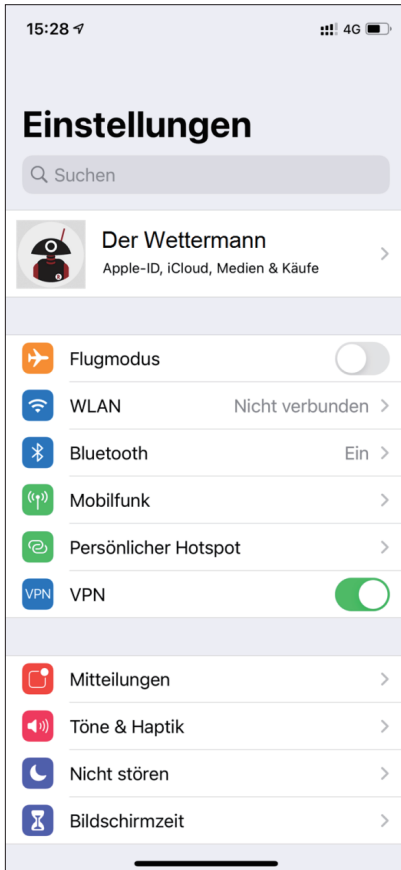 15:28 4G
Einstellungen
Suchen
Der Wettermann
Apple-ID, iCloud, Medien & Käufe
Flugmodus
WLAN Nicht verbunden
Bluetooth Ein
Mobilfunk
Persönlicher Hotspot
VPN VPN
Mitteilungen
Töne & Haptik
Nicht stören
Bildschirmzeit